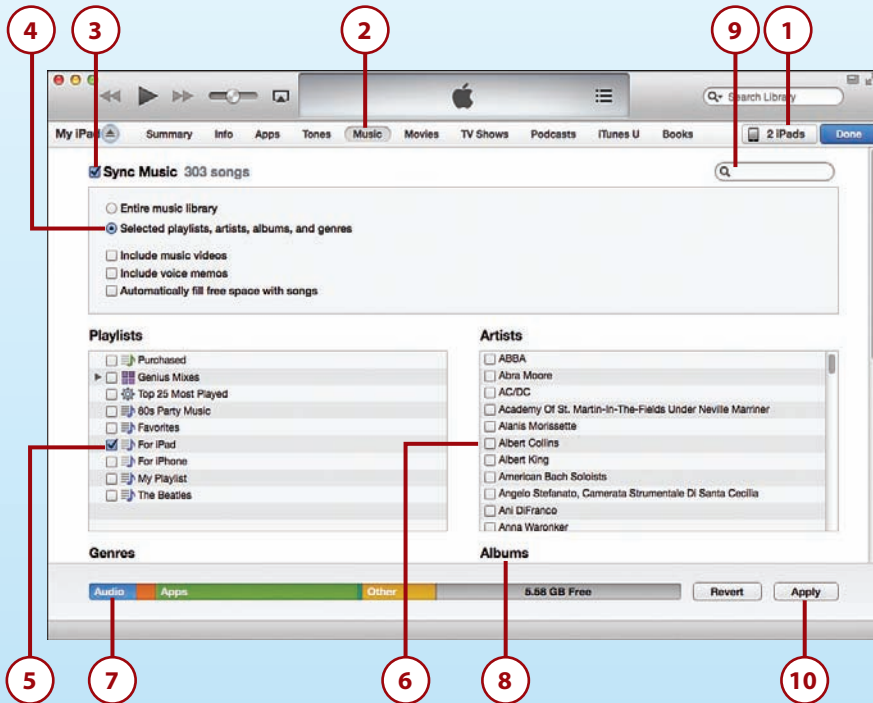 4 3 2 9 1
Search Library
My iPad Summary Info Apps Tones Music Movies TV Shows Podcasts iTunes U Books 2 iPads Done
Sync Music 303 songs
Entire music library
Selected playlists, artists, albums, and genres
Include music videos
Include voice memos
Automatically fill free space with songs
Playlists
Purchased
Genius Mixes
Top 25 Most Played
80s Party Music
Favorites
For iPad
For iPhone
My Playlist
The Beatles
Artists
ABBA
Abra Moore
AC/DC
Academy Of St. Martin-In-The-Fields Under Neville Marriner
Alanis Morissette
Albert Collins
Albert King
American Bach Soloists
Angelo Stefanato, Camerata Strumentale Di Santa Cecilia
Ani DiFranco
Anna Waronker
Genres Albums
Audio Apps Other 5.58 GB Free Revert Apply
5 7 6 8 10